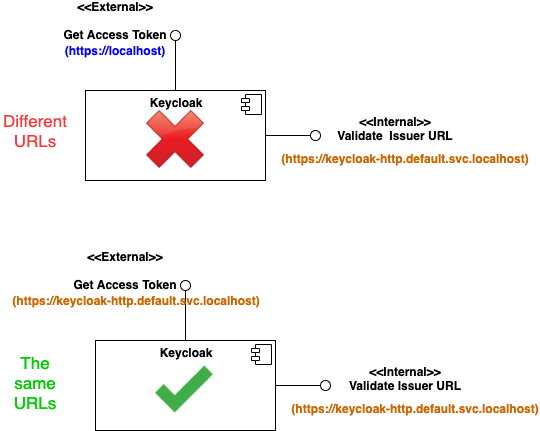 <<External>>
Get Access Token
(https://localhost)
Keycloak
Different
URLs
<<Internal>>
Validate Issuer URL
(https://keycloak-http.default.svc.localhost)
<<External>>
Get Access Token
(https://keycloak-http.default.svc.localhost)
Keycloak
The
same
URLs
<<Internal>>
Validate Issuer URL
(https://keycloak-http.default.svc.localhost)